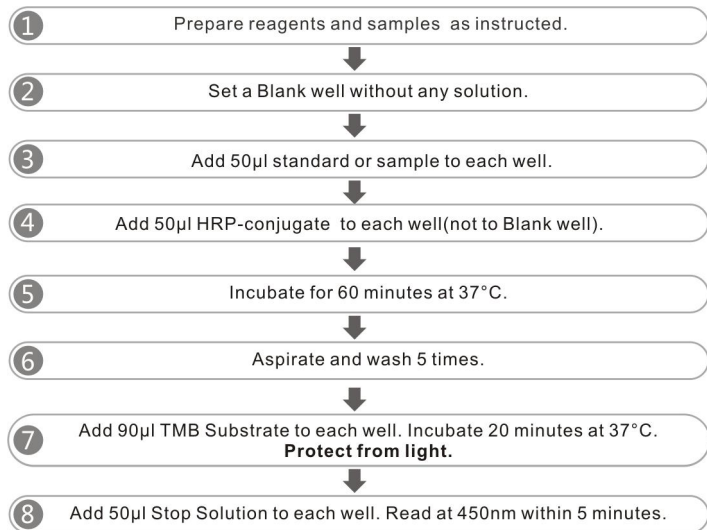 1 Prepare reagents and samples as instructed.
2 Set a Blank well without any solution.
3 Add 50µl standard or sample to each well.
4 Add 50µl HRP-conjugate to each well(not to Blank well).
5 Incubate for 60 minutes at 37°C.
6 Aspirate and wash 5 times.
7 Add 90µl TMB Substrate to each well. Incubate 20 minutes at 37°C.
Protect from light.
8 Add 50µl Stop Solution to each well. Read at 450nm within 5 minutes.